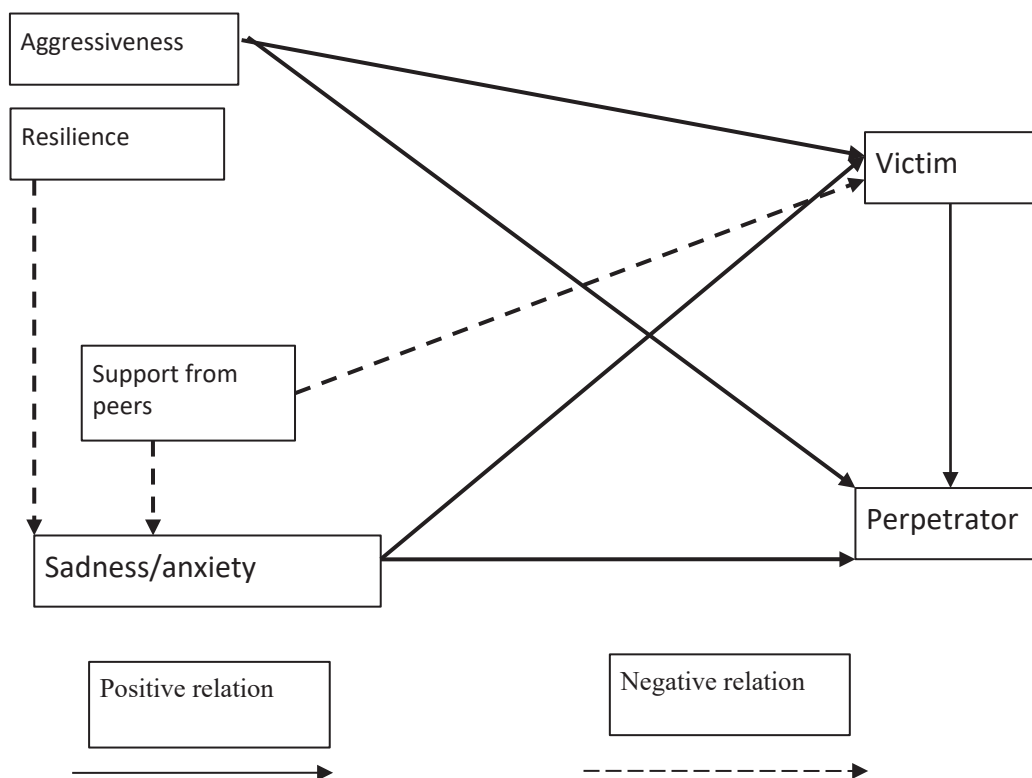 Aggressiveness
Resilience
Victim
Support from
peers
Perpetrator
Sadness/anxiety
Positive relation
Negative relation